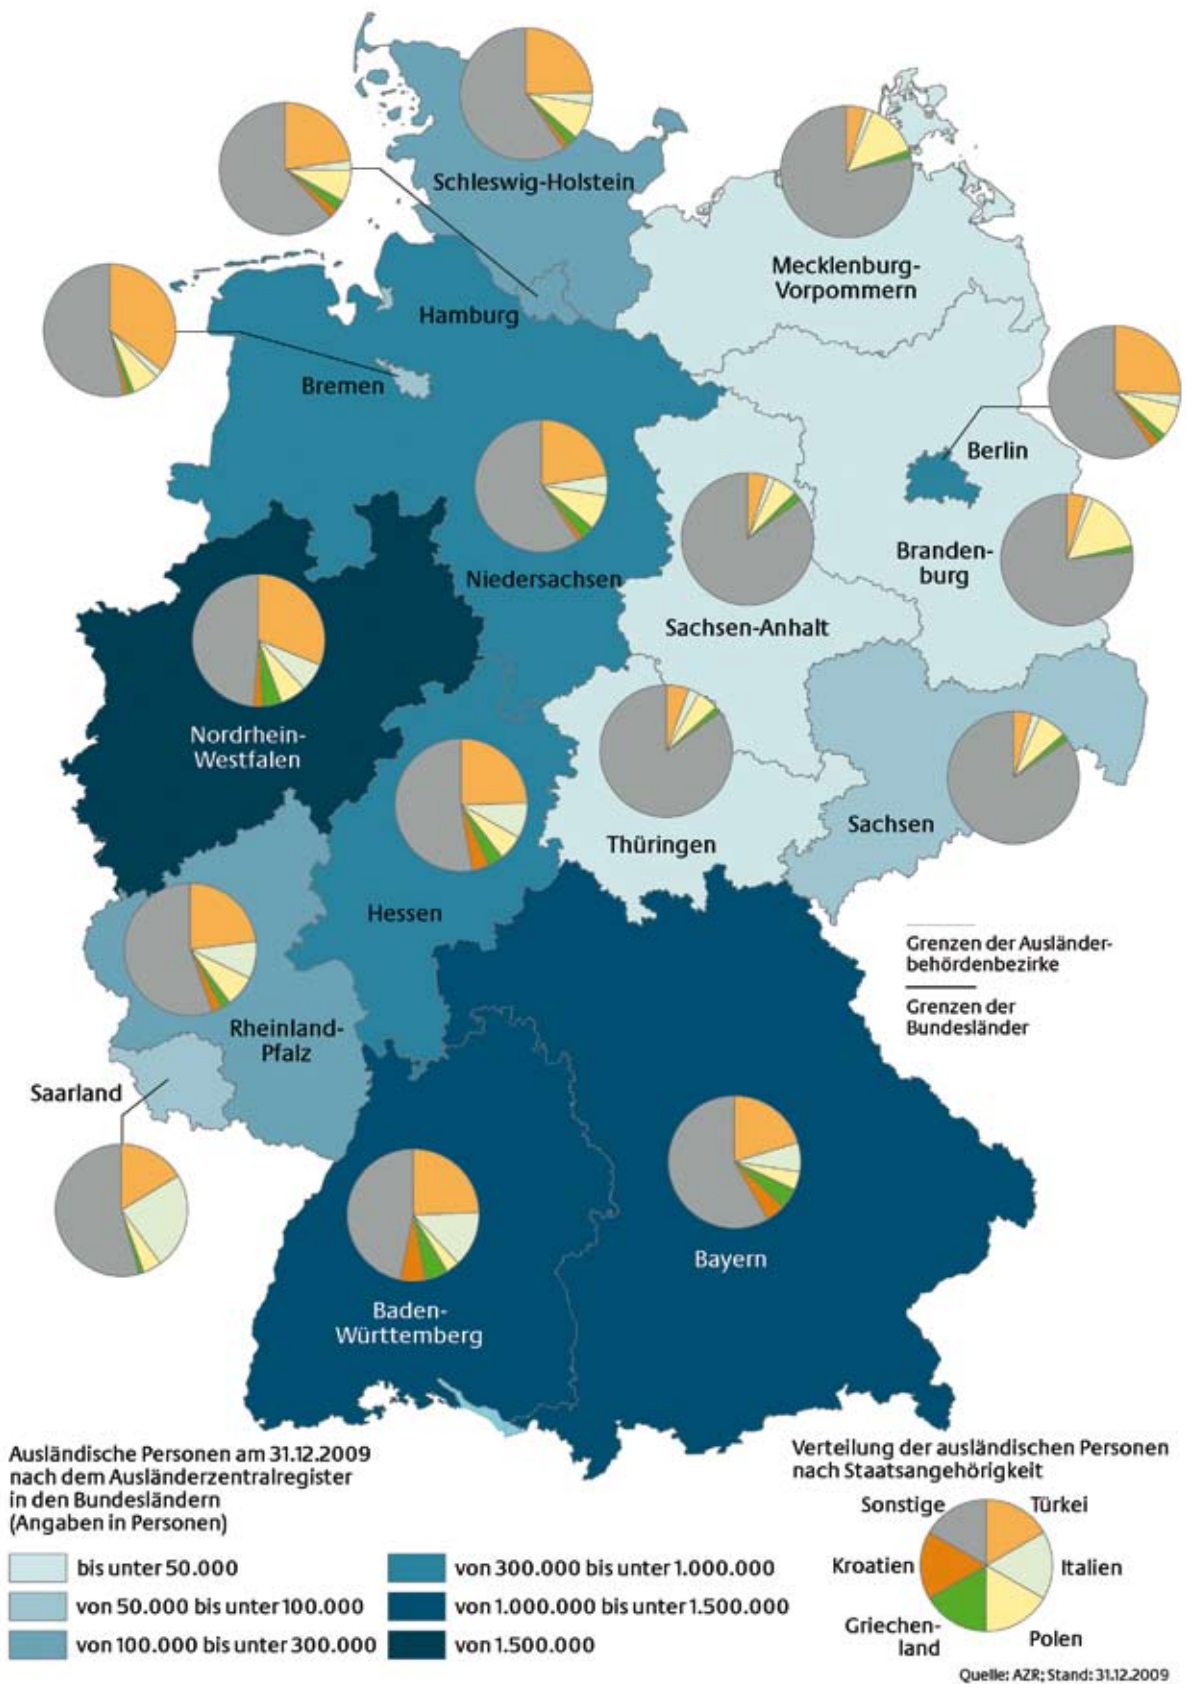 Schleswig-Holstein
Mecklenburg-
Vorpommern
Hamburg
Bremen
Berlin
Branden-
burg
Niedersachsen
Sachsen-Anhalt
Nordrhein-
Westfalen
Sachsen
Thüringen
Hessen
Grenzen der Ausländer-
behördenbezirke
Grenzen der
Bundesländer
Rheinland-
Pfalz
Saarland
Bayern
Baden-
Württemberg
Ausländische Personen am 31.12.2009
nach dem Ausländerzentralregister
in den Bundesländern
(Angaben in Personen)
bis unter 50.000
von 50.000 bis unter 100.000
von 100.000 bis unter 300.000
von 300.000 bis unter 1.000.000
von 1.000.000 bis unter 1.500.000
von 1.500.000
Verteilung der ausländischen Personen
nach Staatsangehörigkeit
Sonstige
Türkei
Kroatien
Italien
Griechen-
land
Polen
Quelle: AZR; Stand: 31.12.2009